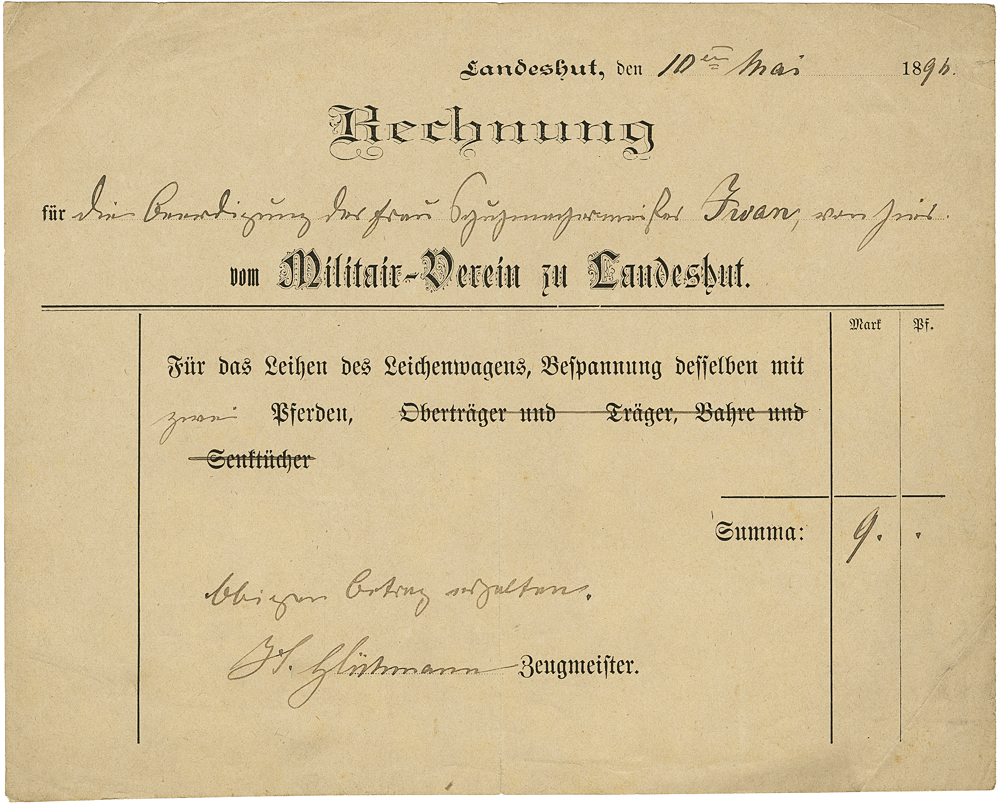 Landeshut, den 10ten Mai 189
Rechnung
für die Beerdigung der Frau Schuhmachermeister Iwan, von hier.
vom Militair-Verein zu Landeshut.
Mark Pf.
Für das Leihen des Leichenwagens, Bespannung desselben mit
zwei Pferden, Oberträger und Träger, Bahre und
Senktücher
Summa: 9. .
Obigen Betrag erhalten.
Zeugmeister.